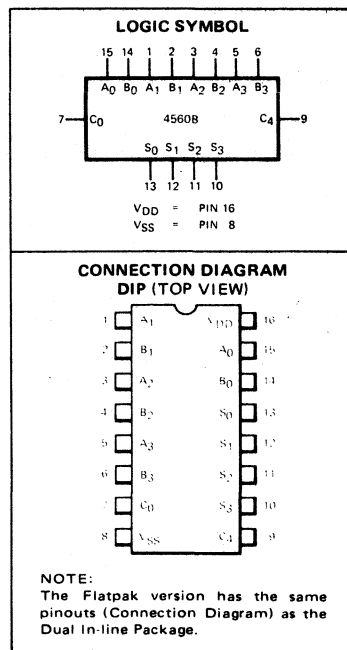 LOGIC SYMBOL
15 14 1 2 3 4 5 6
A0 B0 A1 B1 A2 B2 A3 B3
7 C0 4560B C4 9
S0 S1 S2 S3
13 12 11 10
VDD = PIN 16
VSS = PIN 8
CONNECTION DIAGRAM
DIP (TOP VIEW)
1 A1 VDD 16
2 B1 A0 15
3 A2 B0 14
4 B2 S0 13
5 A3 S1 12
6 B3 S2 11
7 C0 S3 10
8 VSS C4 9
NOTE:
The Flatpak version has the same
pinouts (Connection Diagram) as the
Dual In-line Package.